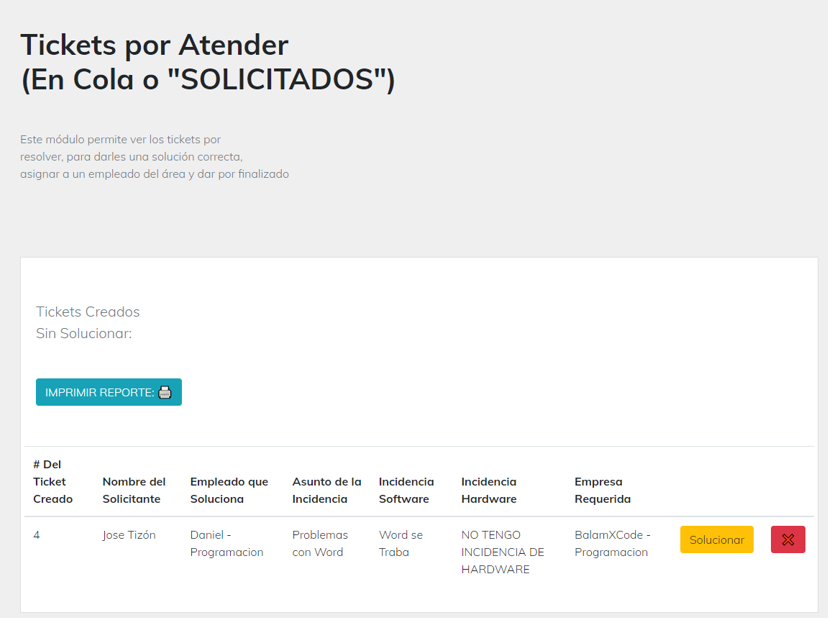 Tickets por Atender
(En Cola o "SOLICITADOS")
Este módulo permite ver los tickets por
resolver, para darles una solución correcta,
asignar a un empleado del área y dar por finalizado
Tickets Creados
Sin Solucionar:
IMPRIMIR REPORTE:
# Del
Ticket
Creado
Nombre del
Solicitante
Empleado que
Soluciona
Asunto de la
Incidencia
Incidencia
Software
Incidencia
Hardware
Empresa
Requerida
4
Jose Tizón
Daniel -
Programacion
Problemas
con Word
Word se
Traba
NO TENGO
INCIDENCIA DE
HARDWARE
BalamXCode -
Programacion
Solucionar